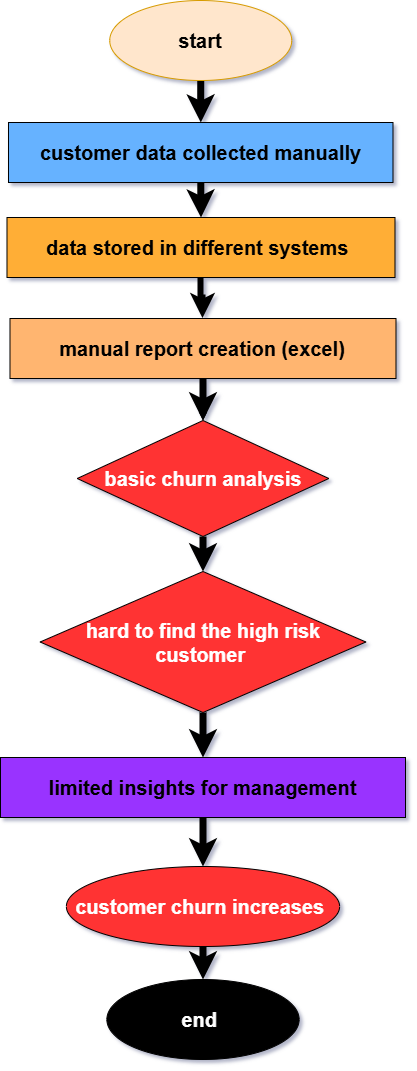 start
customer data collected manually
data stored in different systems
manual report creation (excel)
basic churn analysis
hard to find the high risk
customer
limited insights for management
customer churn increases
end